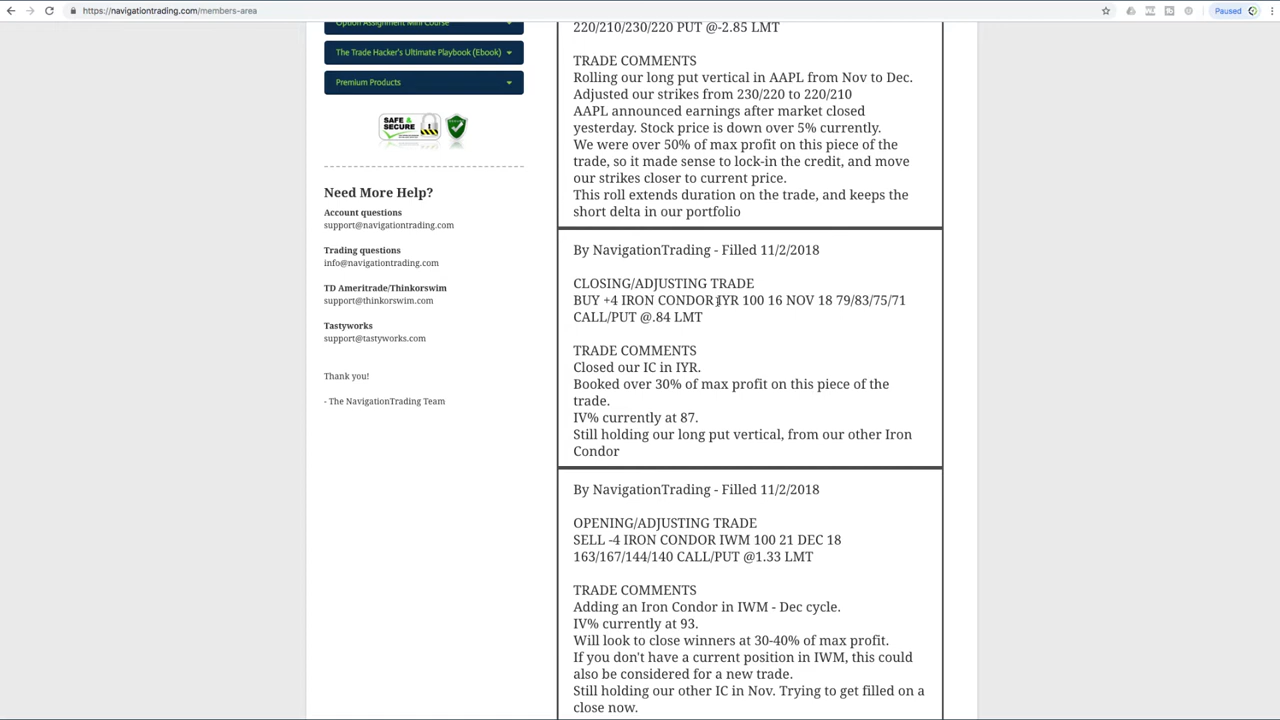 https://navigationtrading.com/members-area
Paused
Option Assignment Mini Course
The Trade Hacker's Ultimate Playbook (Ebook)
Premium Products
SAFE &
SECURE
Need More Help?
Account questions
support@navigationtrading.com
Trading questions
info@navigationtrading.com
TD Ameritrade/Thinkorswim
support@thinkorswim.com
Tastyworks
support@tastyworks.com
Thank you!
- The NavigationTrading Team
220/210/230/220 PUT @-2.85 LMT
TRADE COMMENTS
Rolling our long put vertical in AAPL from Nov to Dec.
Adjusted our strikes from 230/220 to 220/210
AAPL announced earnings after market closed
yesterday. Stock price is down over 5% currently.
We were over 50% of max profit on this piece of the
trade, so it made sense to lock-in the credit, and move
our strikes closer to current price.
This roll extends duration on the trade, and keeps the
short delta in our portfolio
By NavigationTrading - Filled 11/2/2018
CLOSING/ADJUSTING TRADE
BUY +4 IRON CONDOR IYR 100 16 NOV 18 79/83/75/71
CALL/PUT @.84 LMT
TRADE COMMENTS
Closed our IC in IYR.
Booked over 30% of max profit on this piece of the
trade.
IV% currently at 87.
Still holding our long put vertical, from our other Iron
Condor
By NavigationTrading - Filled 11/2/2018
OPENING/ADJUSTING TRADE
SELL -4 IRON CONDOR IWM 100 21 DEC 18
163/167/144/140 CALL/PUT @1.33 LMT
TRADE COMMENTS
Adding an Iron Condor in IWM - Dec cycle.
IV% currently at 93.
Will look to close winners at 30-40% of max profit.
If you don't have a current position in IWM, this could
also be considered for a new trade.
Still holding our other IC in Nov. Trying to get filled on a
close now.